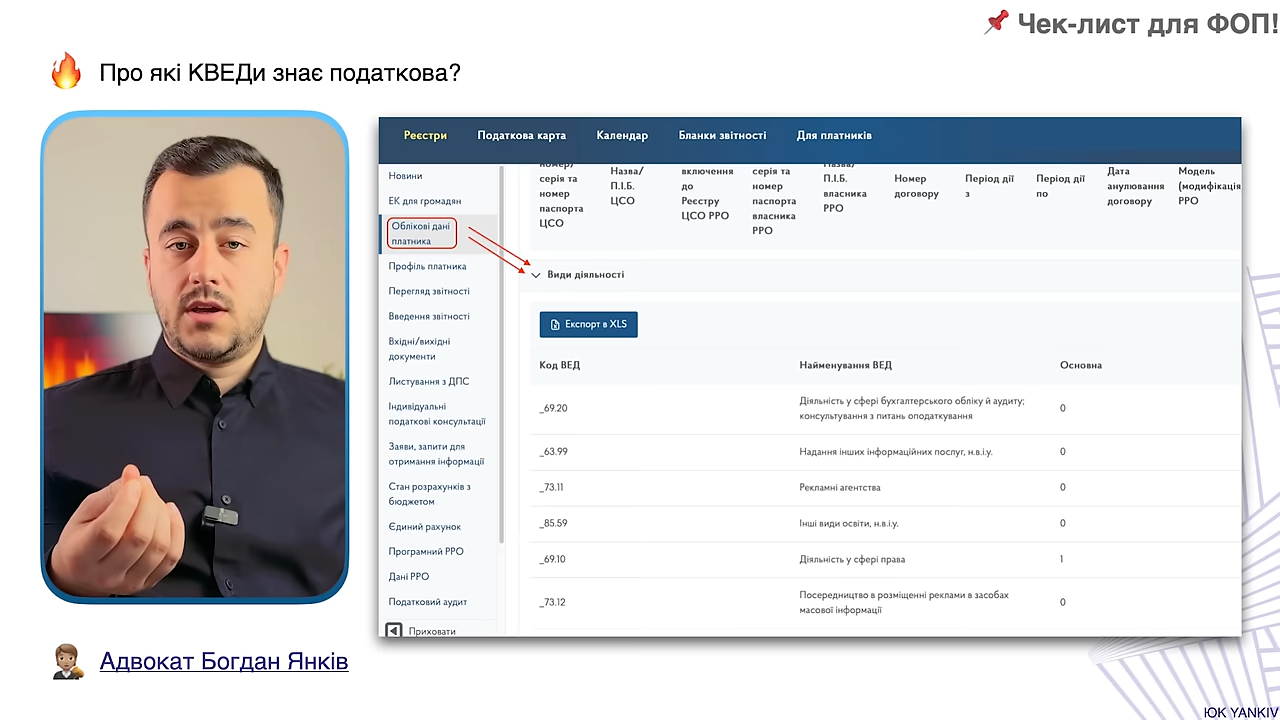 Чек-лист для ФОП!
Про які КВЕДи знає податкова?
Реєстри
Податкова карта
Календар
Бланки звітності
Для платників
Новини
ЕК для громадян
Облікові дані
платника
Профіль платника
Перегляд звітності
Введення звітності
Вхідні/вихідні
документи
Листування з ДПС
Індивідуальні
податкові консультації
Заяви, запити для
отримання інформації
Стан розрахунків з
бюджетом
Єдиний рахунок
Програмний РРО
Дані РРО
Податковий аудит
Приховати
номер/
серія та
номер
паспорта
ЦСО
Назва/
П.І.Б.
ЦСО
включення
до
Реєстру
ЦСО РРО
серія та
номер
паспорта
власника
РРО
Назва/
П.І.Б.
власника
РРО
Номер
договору
Період дії
з
Період дії
по
Дата
анулювання
договору
Модель
(модифікація
РРО
Види діяльності
Експорт в XLS
Код ВЕД
Найменування ВЕД
Основна
_69.20
Діяльність у сфері бухгалтерського обліку й аудиту;
консультування з питань оподаткування
0
_63.99
Надання інших інформаційних послуг, н.в.і.у.
0
_73.11
Рекламні агентства
0
_85.59
Інші види освіти, н.в.і.у.
0
_69.10
Діяльність у сфері права
1
_73.12
Посередництво в розміщенні реклами в засобах
масової інформації
0
Адвокат Богдан Янків
ЮК YANKIV